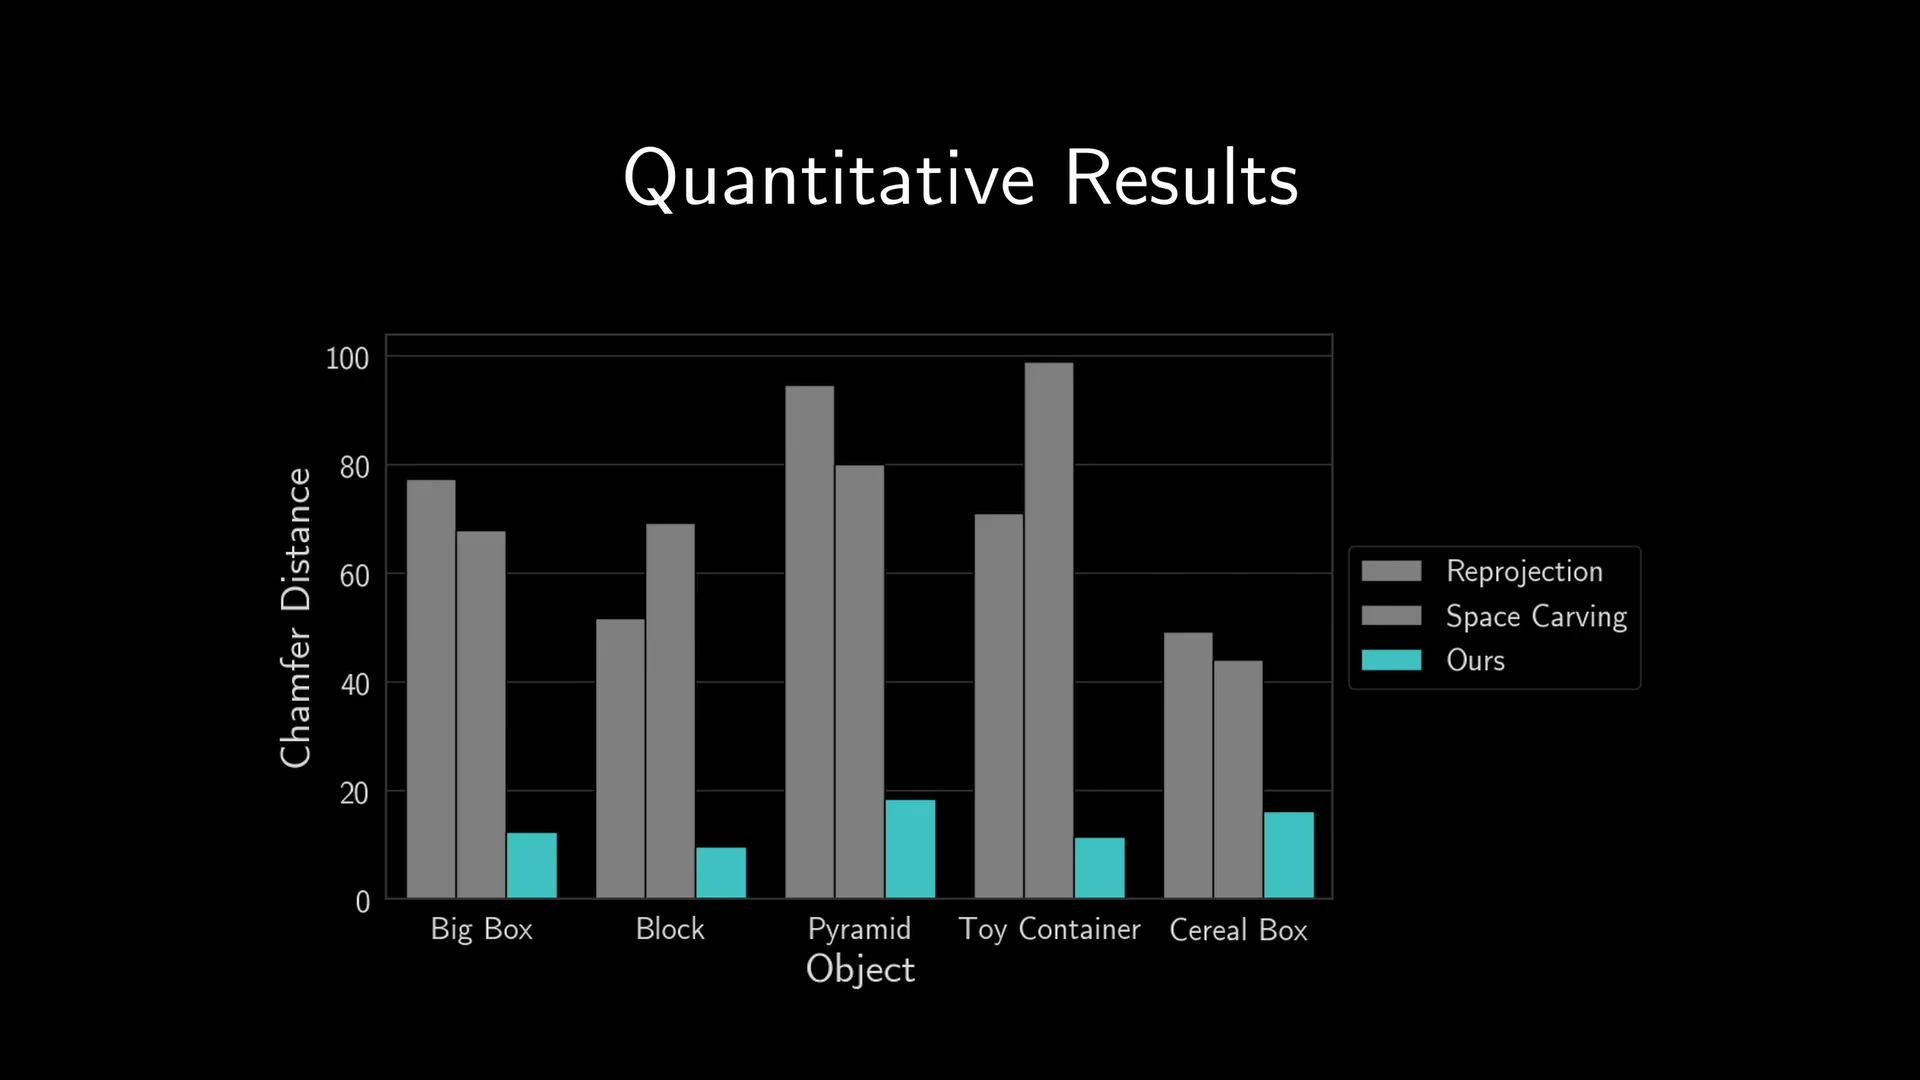 Quantitative Results
100
80
60
40
20
0
Chamfer Distance
Big Box
Block
Pyramid
Toy Container
Cereal Box
Object
Reprojection
Space Carving
Ours